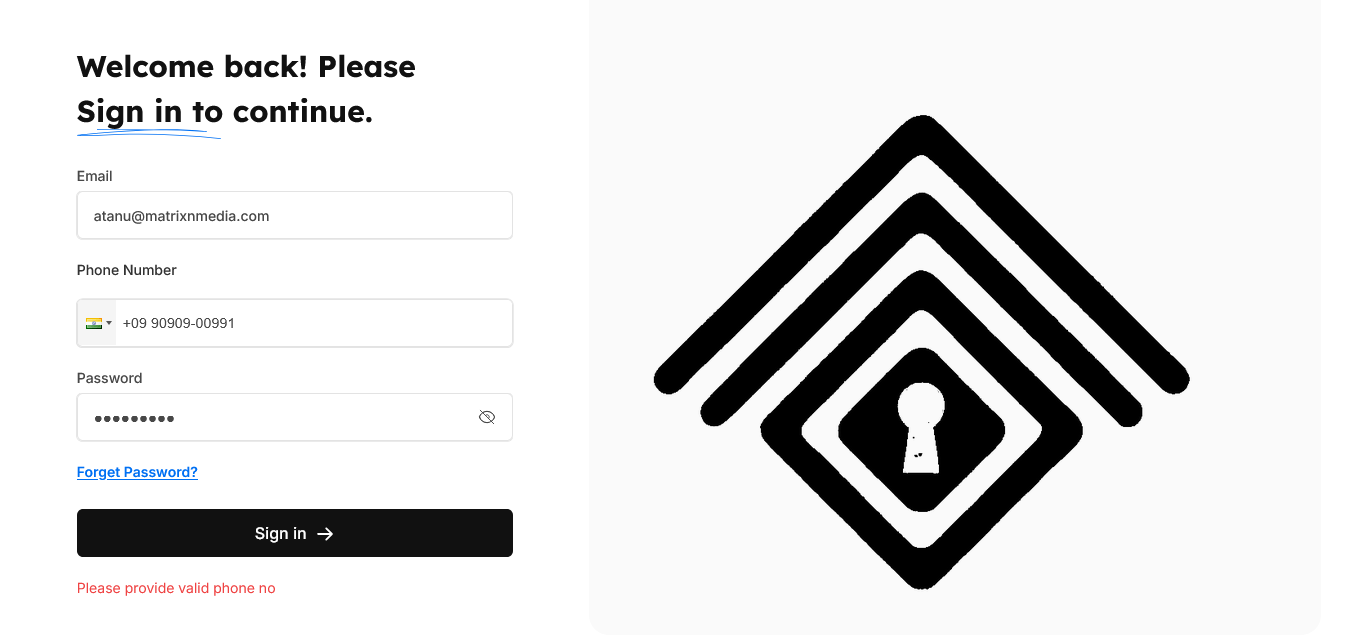 Welcome back! Please
Sign in to continue.
Email
atanu@matrixnmedia.com
Phone Number
+09 90909-00991
Password
•••••••••
Forget Password?
Sign in →
Please provide valid phone no